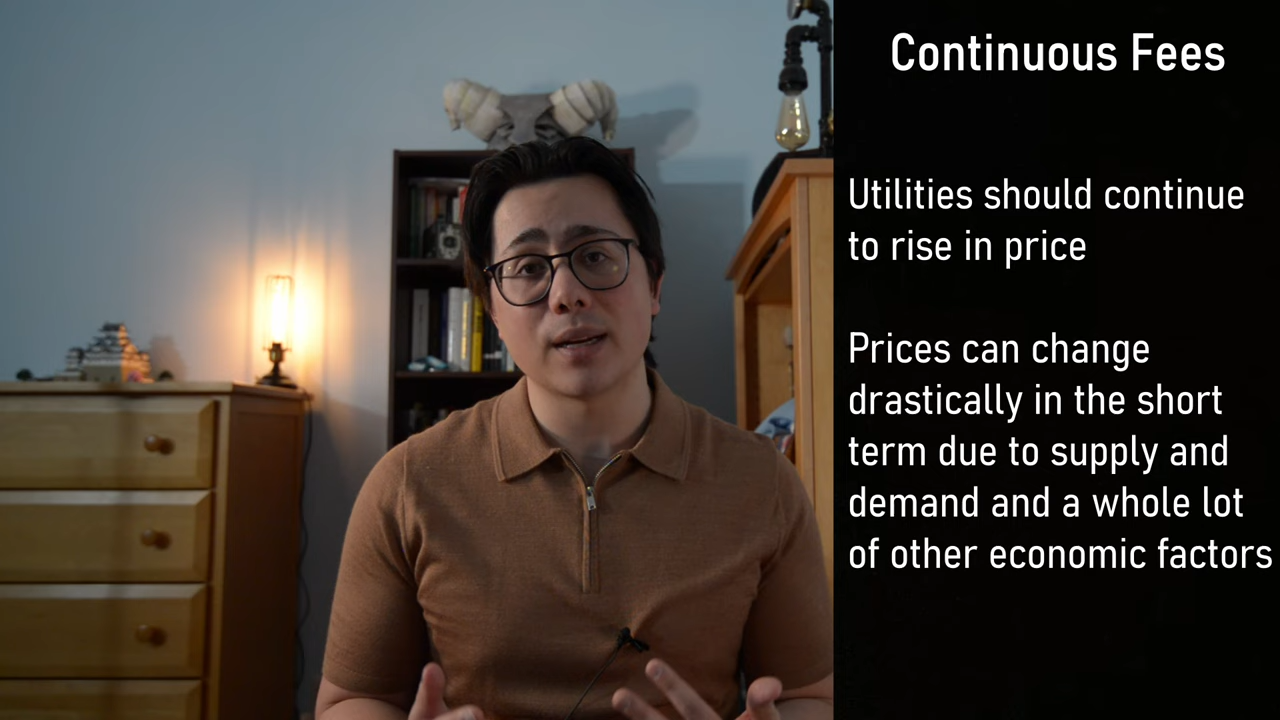 Continuous Fees
Utilities should continue
to rise in price
Prices can change
drastically in the short
term due to supply and
demand and a whole lot
of other economic factors